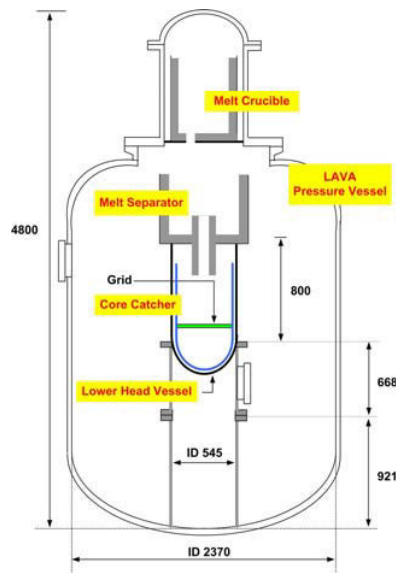 Melt Crucible
LAVA
Pressure Vessel
Melt Separator
4800
Grid
800
Core Catcher
Lower Head Vessel
668
ID 545
921
ID 2370